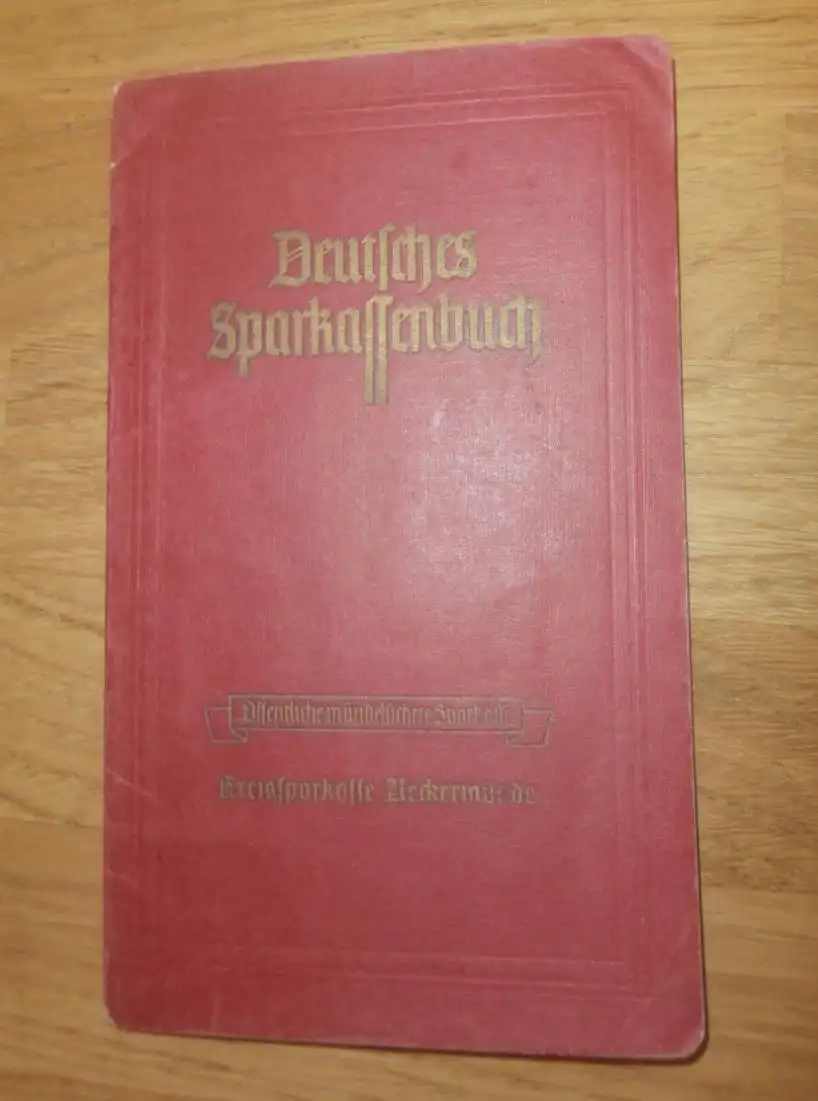 Deutsches
Sparkassenbuch
Öffentliche mündelsichere Sparkasse
Kreissparkasse Ueckermünde